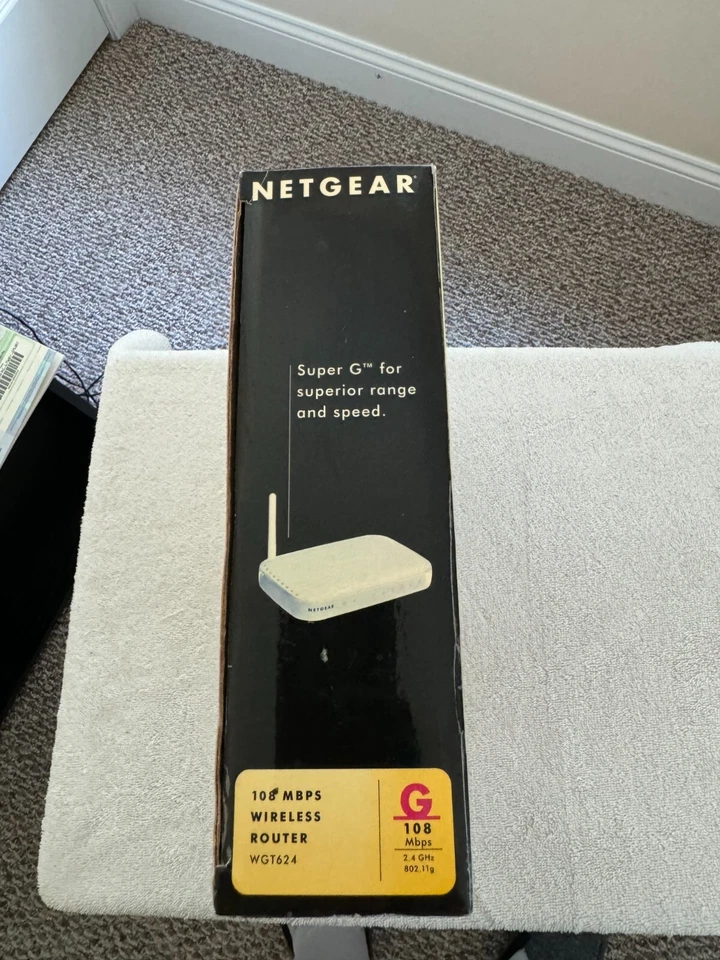 NETGEAR
Super G™ for
superior range
and speed.
NETGEAR
108 MBPS
WIRELESS
ROUTER
WGT624
G
108
Mbps
2.4 GHz
802.11g